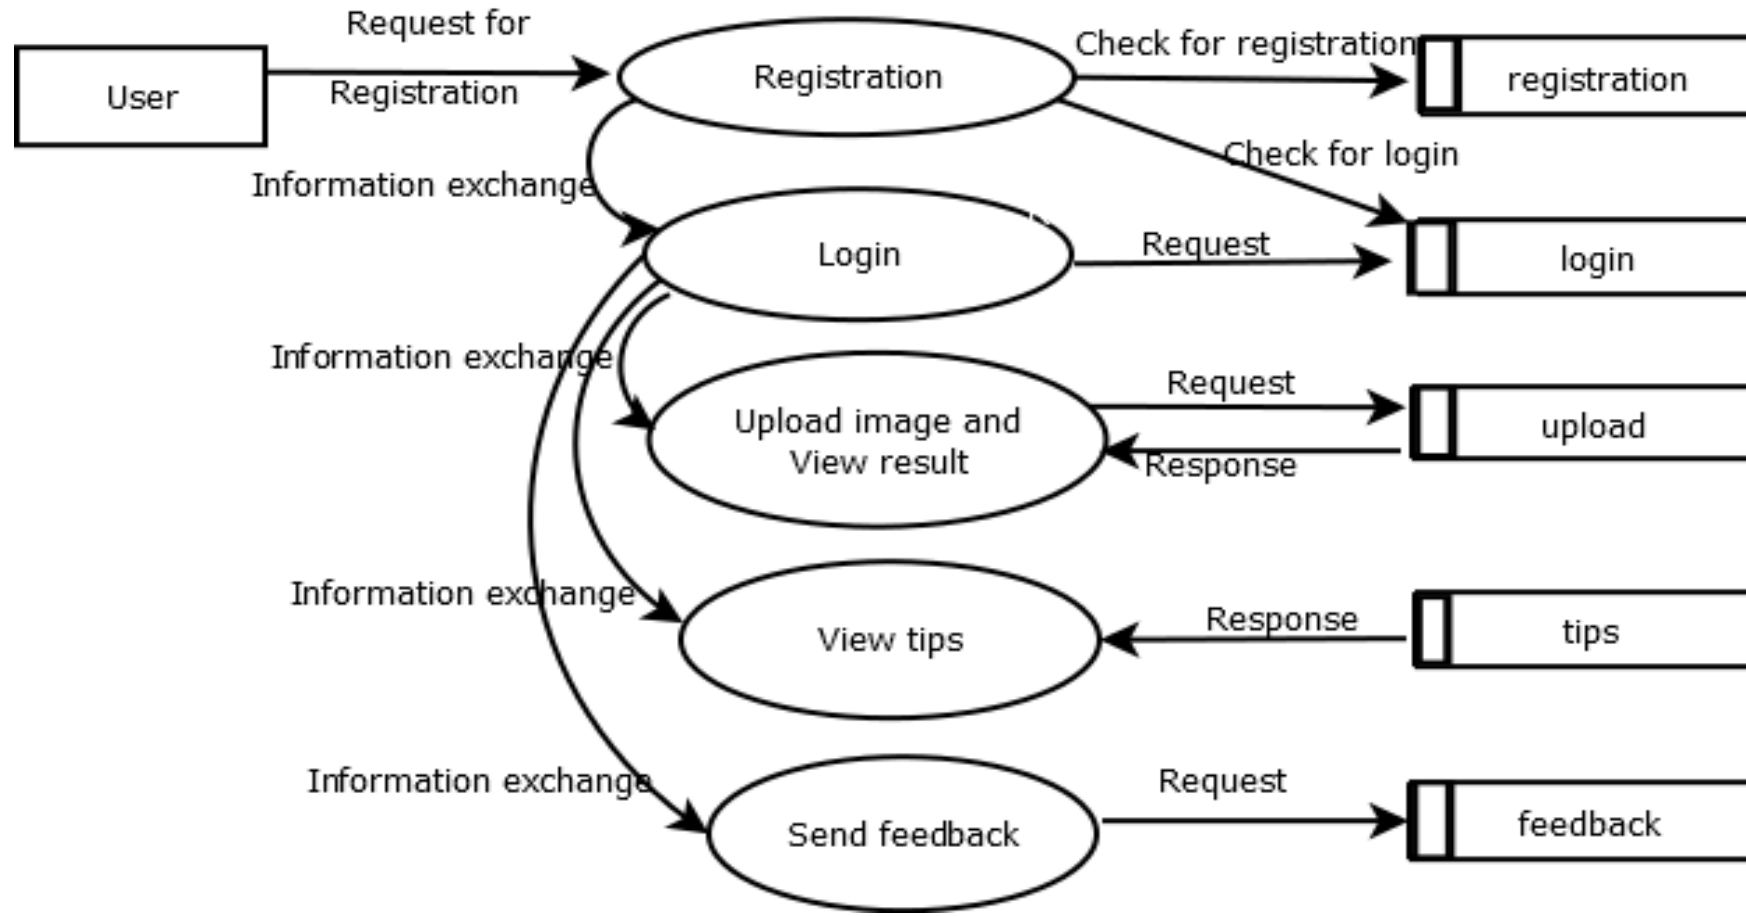 Request for
Registration
User
Registration
Check for registration
registration
Check for login
Information exchange
Login
Request
login
Information exchange
Upload image and
View result
Request
Response
upload
Information exchange
View tips
Response
tips
Information exchange
Send feedback
Request
feedback